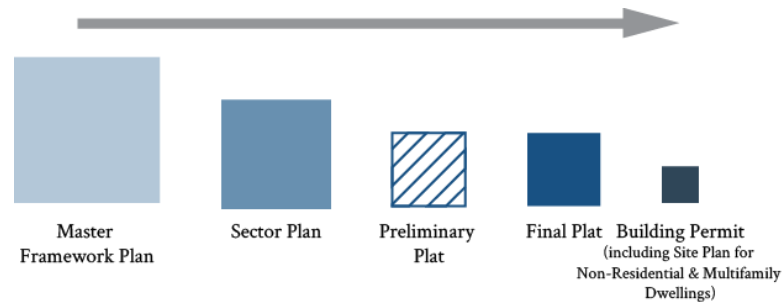 Master
Framework Plan
Sector Plan
Preliminary
Plat
Final Plat
Building Permit
(including Site Plan for
Non-Residential & Multifamily
Dwellings)